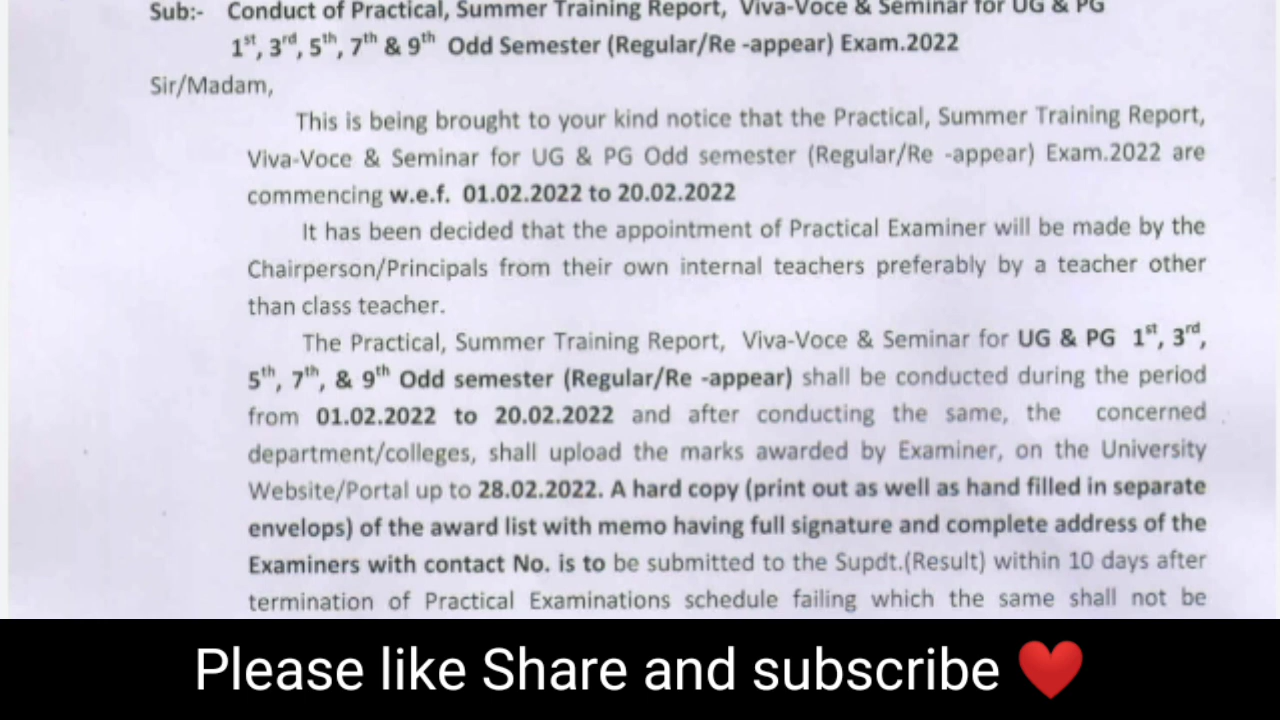 Sub:- Conduct of Practical, Summer Training Report, Viva-Voce & Seminar for UG & PG
1st, 3rd, 5th, 7th & 9th Odd Semester (Regular/Re -appear) Exam.2022
Sir/Madam,
This is being brought to your kind notice that the Practical, Summer Training Report,
Viva-Voce & Seminar for UG & PG Odd semester (Regular/Re -appear) Exam.2022 are
commencing w.e.f. 01.02.2022 to 20.02.2022
It has been decided that the appointment of Practical Examiner will be made by the
Chairperson/Principals from their own internal teachers preferably by a teacher other
than class teacher.
The Practical, Summer Training Report, Viva-Voce & Seminar for UG & PG 1st, 3rd,
5th, 7th, & 9th Odd semester (Regular/Re -appear) shall be conducted during the period
from 01.02.2022 to 20.02.2022 and after conducting the same, the concerned
department/colleges, shall upload the marks awarded by Examiner, on the University
Website/Portal up to 28.02.2022. A hard copy (print out as well as hand filled in separate
envelops) of the award list with memo having full signature and complete address of the
Examiners with contact No. is to be submitted to the Supdt.(Result) within 10 days after
termination of Practical Examinations schedule failing which the same shall not be
Please like Share and subscribe ❤️